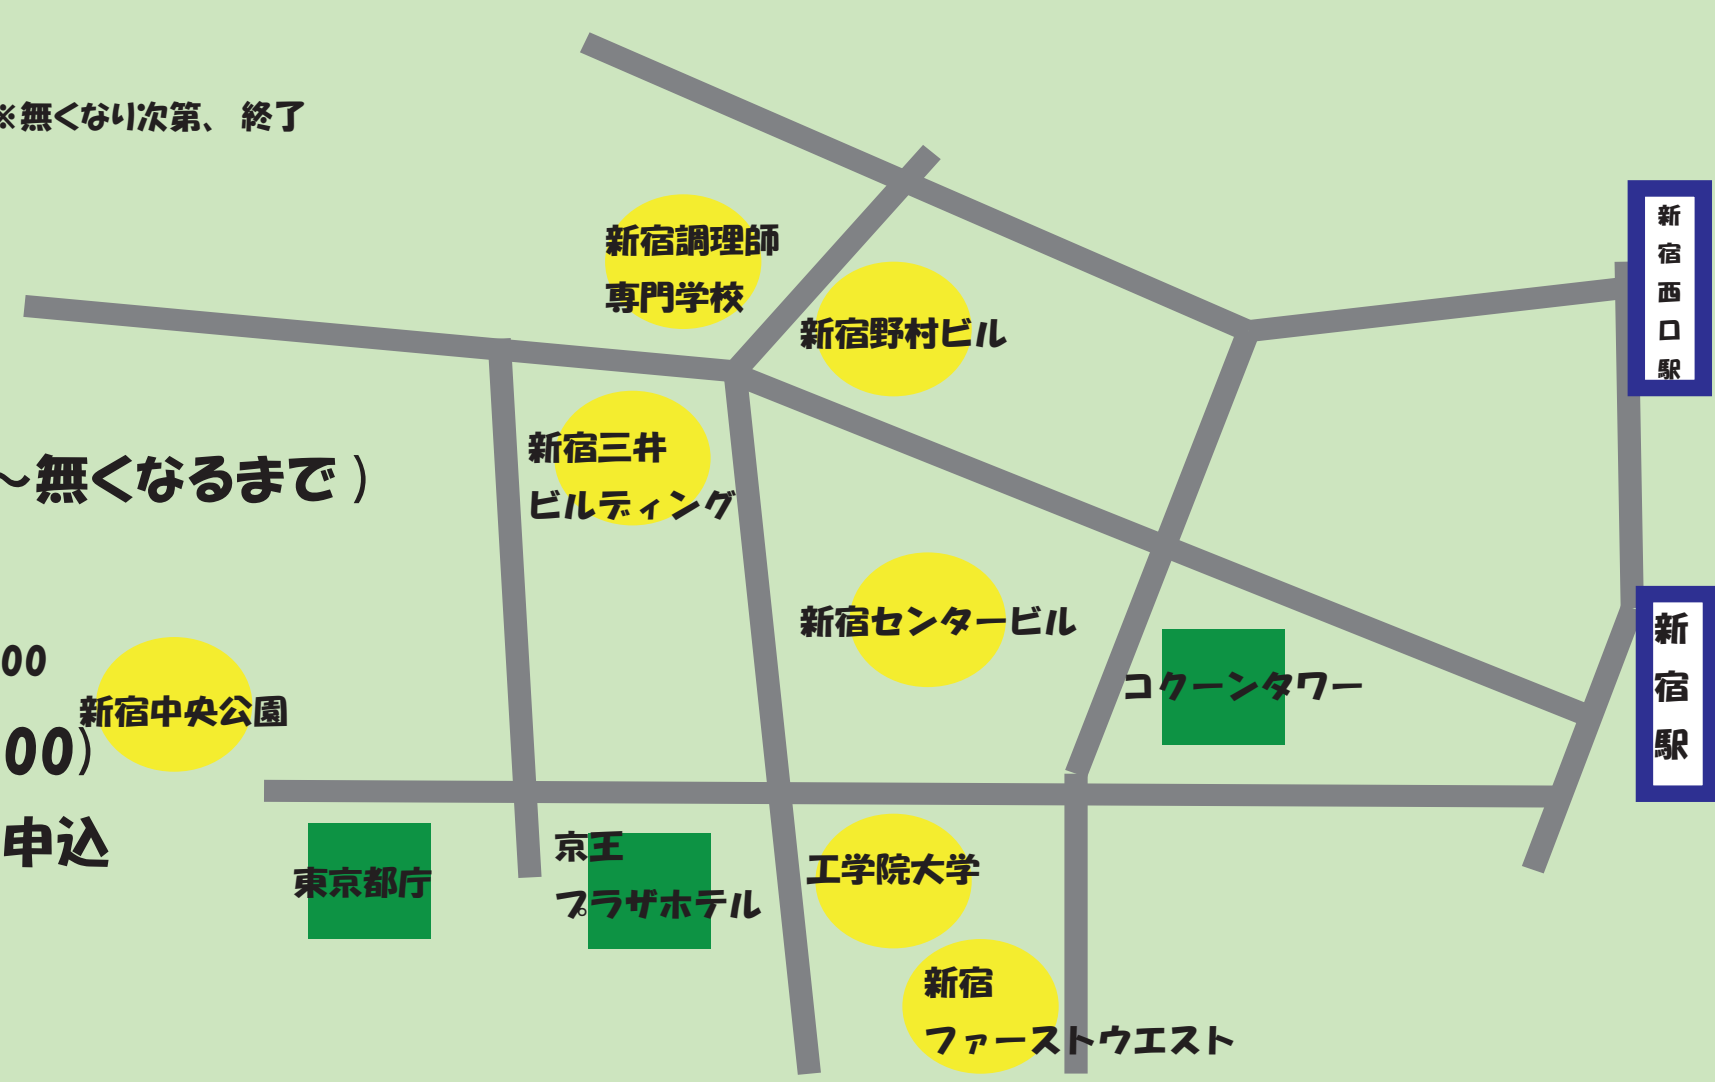 ※無くなり次第、 終了
新宿西口駅
新宿調理師
専門学校
新宿野村ビル
新宿三井
ビルディング
～無くなるまで）
新宿センタービル
新宿駅
00
新宿中央公園
コクーンタワー
00）
申込
東京都庁
京王
プラザホテル
工学院大学
新宿
ファーストウエスト